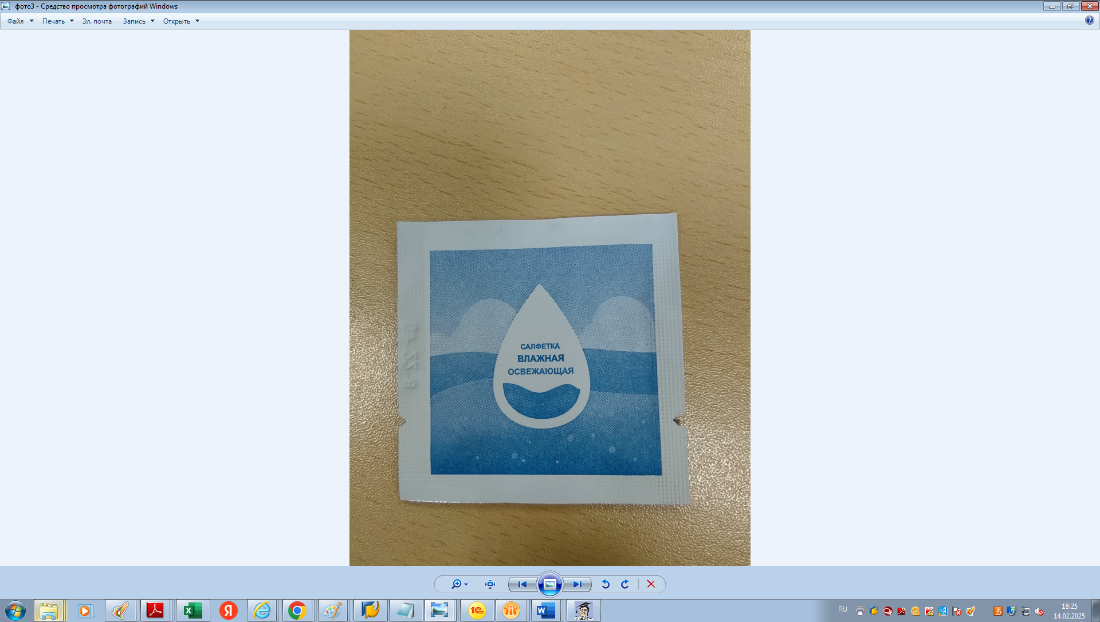 фото3 - Средство просмотра фотографий Windows
Файл Печать Эл. почта Запись Открыть
САЛФЕТКА
ВЛАЖНАЯ
ОСВЕЖАЮЩАЯ
RU
18:25
14.02.2025